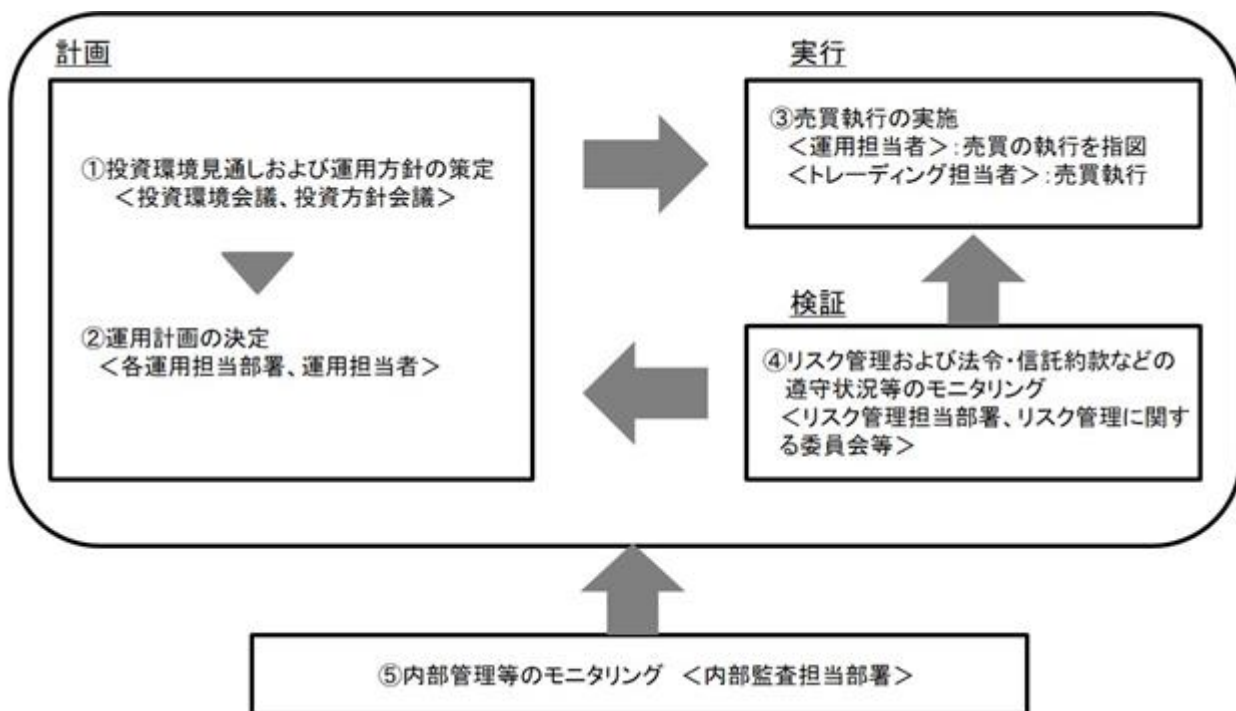 計画
①投資環境見通しおよび運用方針の策定
＜投資環境会議、投資方針会議＞
②運用計画の決定
＜各運用担当部署、運用担当者＞
実行
③売買執行の実施
＜運用担当者＞：売買の執行を指図
＜トレーディング担当者＞：売買執行
検証
④リスク管理および法令・信託約款などの
遵守状況等のモニタリング
＜リスク管理担当部署、リスク管理に関す
る委員会等＞
⑤内部管理等のモニタリング ＜内部監査担当部署＞